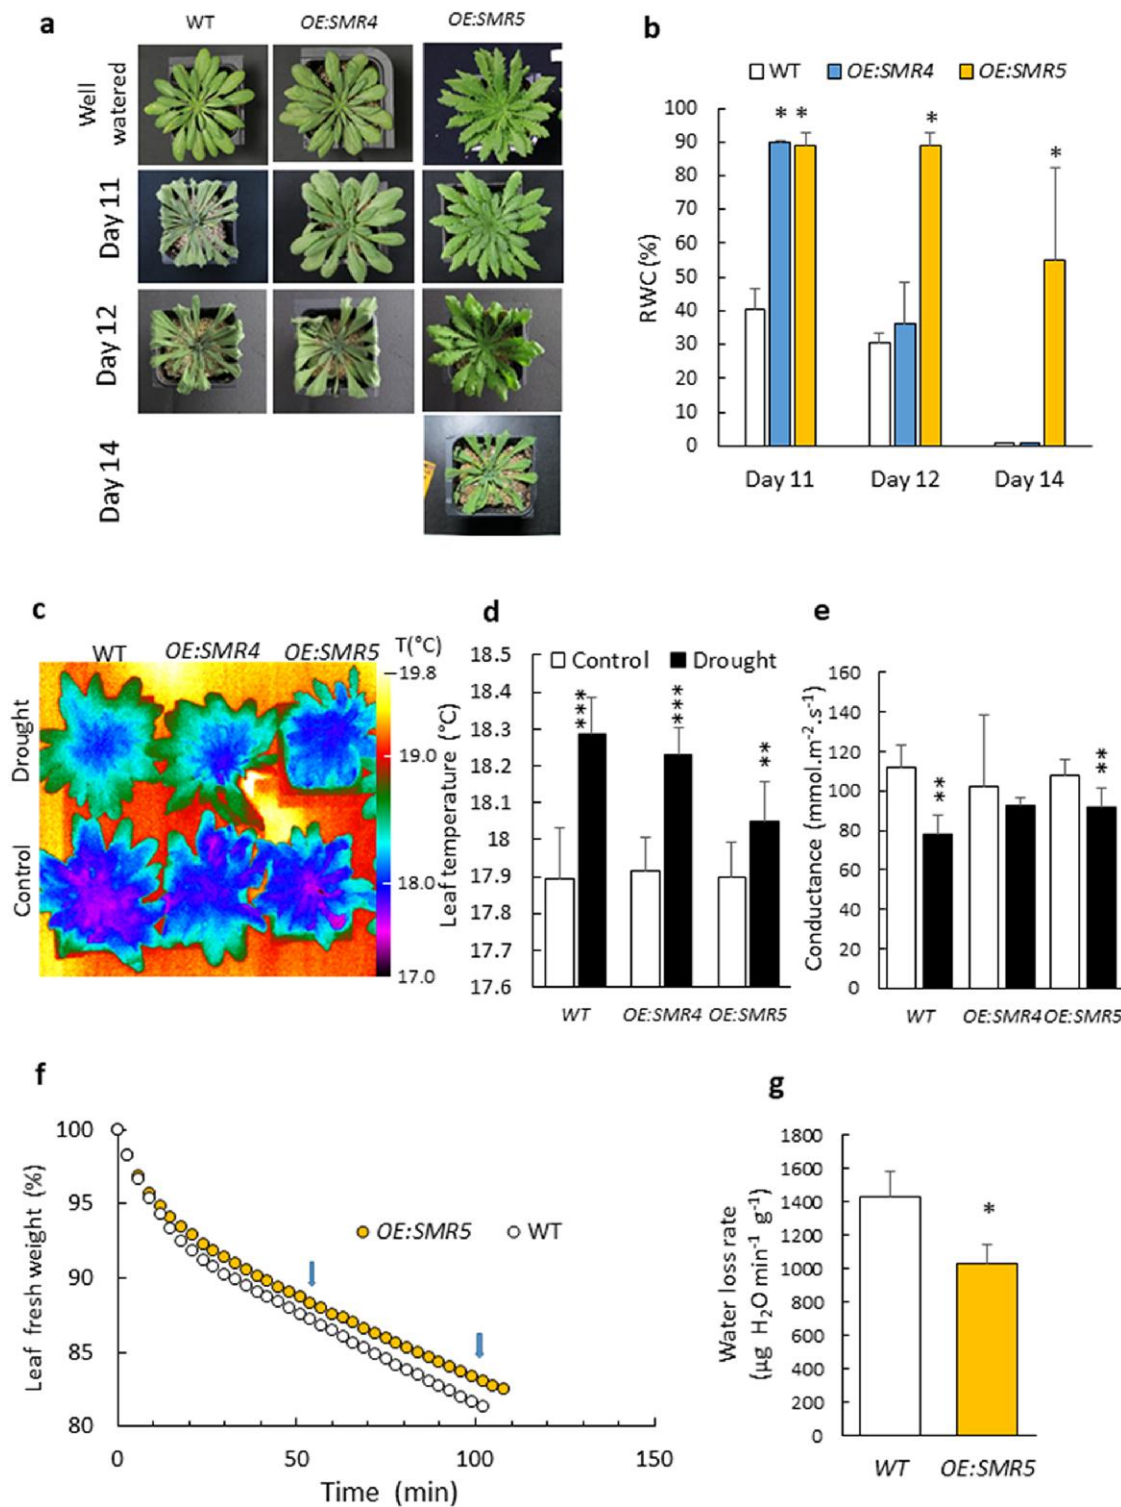 a
WT
OE:SMR4
OE:SMR5
Well
watered
Day 11
Day 12
Day 14
b
WT
OE:SMR4
OE:SMR5
RWC (%)
100
90
80
70
60
50
40
30
20
10
0
* *
*
*
Day 11
Day 12
Day 14
c
WT
OE:SMR4
OE:SMR5
T(°C)
Drought
Control
19.8
19.0
18.0
17.0
d
Control
Drought
Leaf temperature (°C)
18.5
18.4
18.3
18.2
18.1
18
17.9
17.8
17.7
17.6
***
***
**
WT
OE:SMR4
OE:SMR5
e
Conductance (mmol.m-2.s-1)
160
140
120
100
80
60
40
20
0
**
**
WT
OE:SMR4
OE:SMR5
f
Leaf fresh weight (%)
100
95
90
85
80
OE:SMR5
WT
0
50
100
150
Time (min)
g
Water loss rate
(µg H2O min-1 g-1)
1800
1600
1400
1200
1000
800
600
400
200
0
*
WT
OE:SMR5